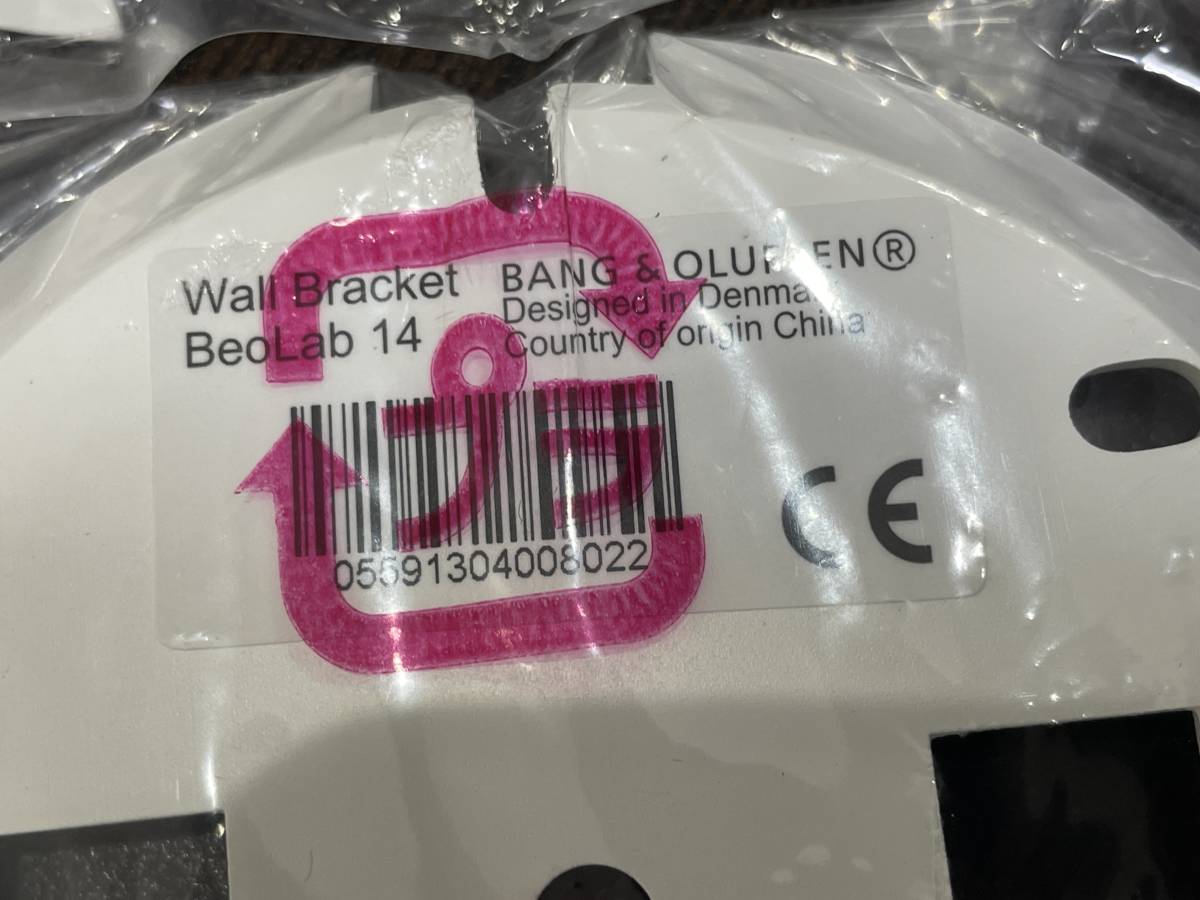 Wall Bracket
BeoLab 14
BANG & OLUFSEN®
Designed in Denmark
Country of origin China
プラ
05591304008022
CE